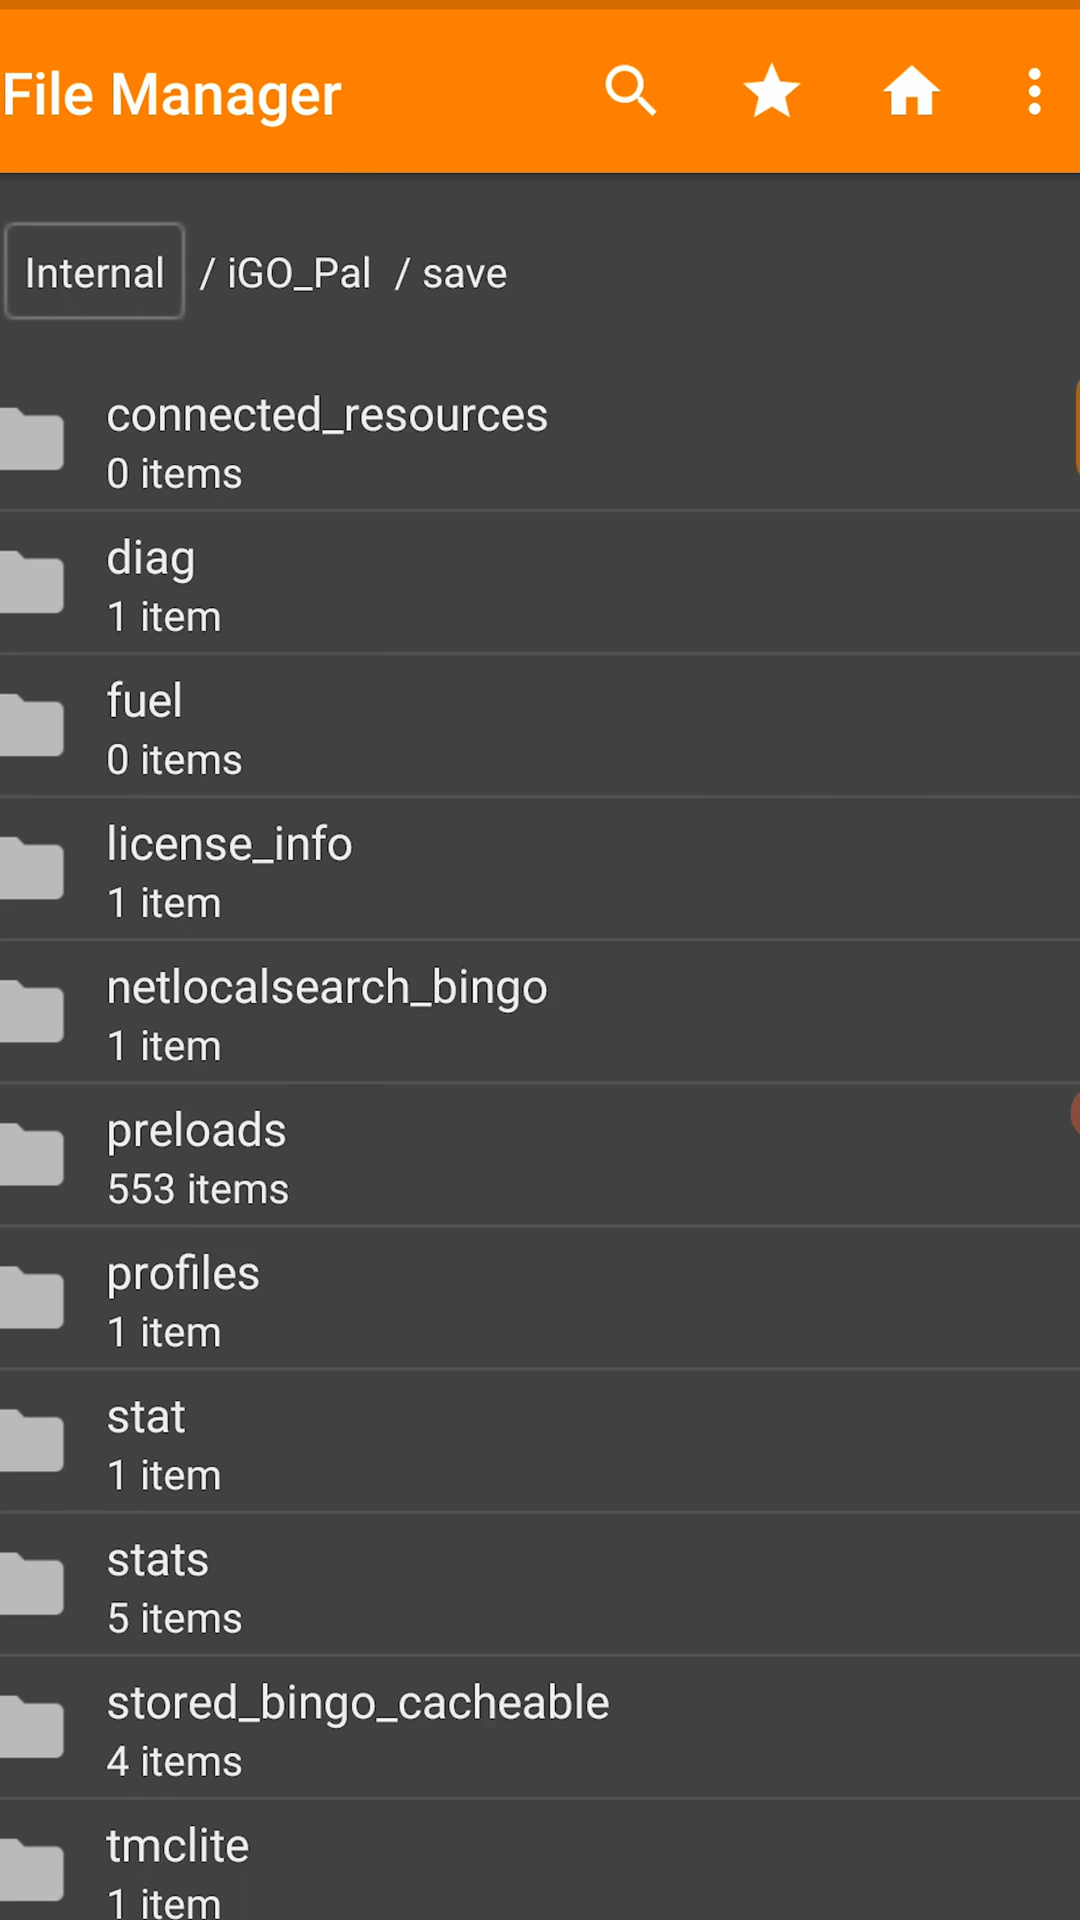 File Manager
Internal / iGO_Pal / save
connected_resources
0 items
diag
1 item
fuel
0 items
license_info
1 item
netlocalsearch_bingo
1 item
preloads
553 items
profiles
1 item
stat
1 item
stats
5 items
stored_bingo_cacheable
4 items
tmclite
1 item